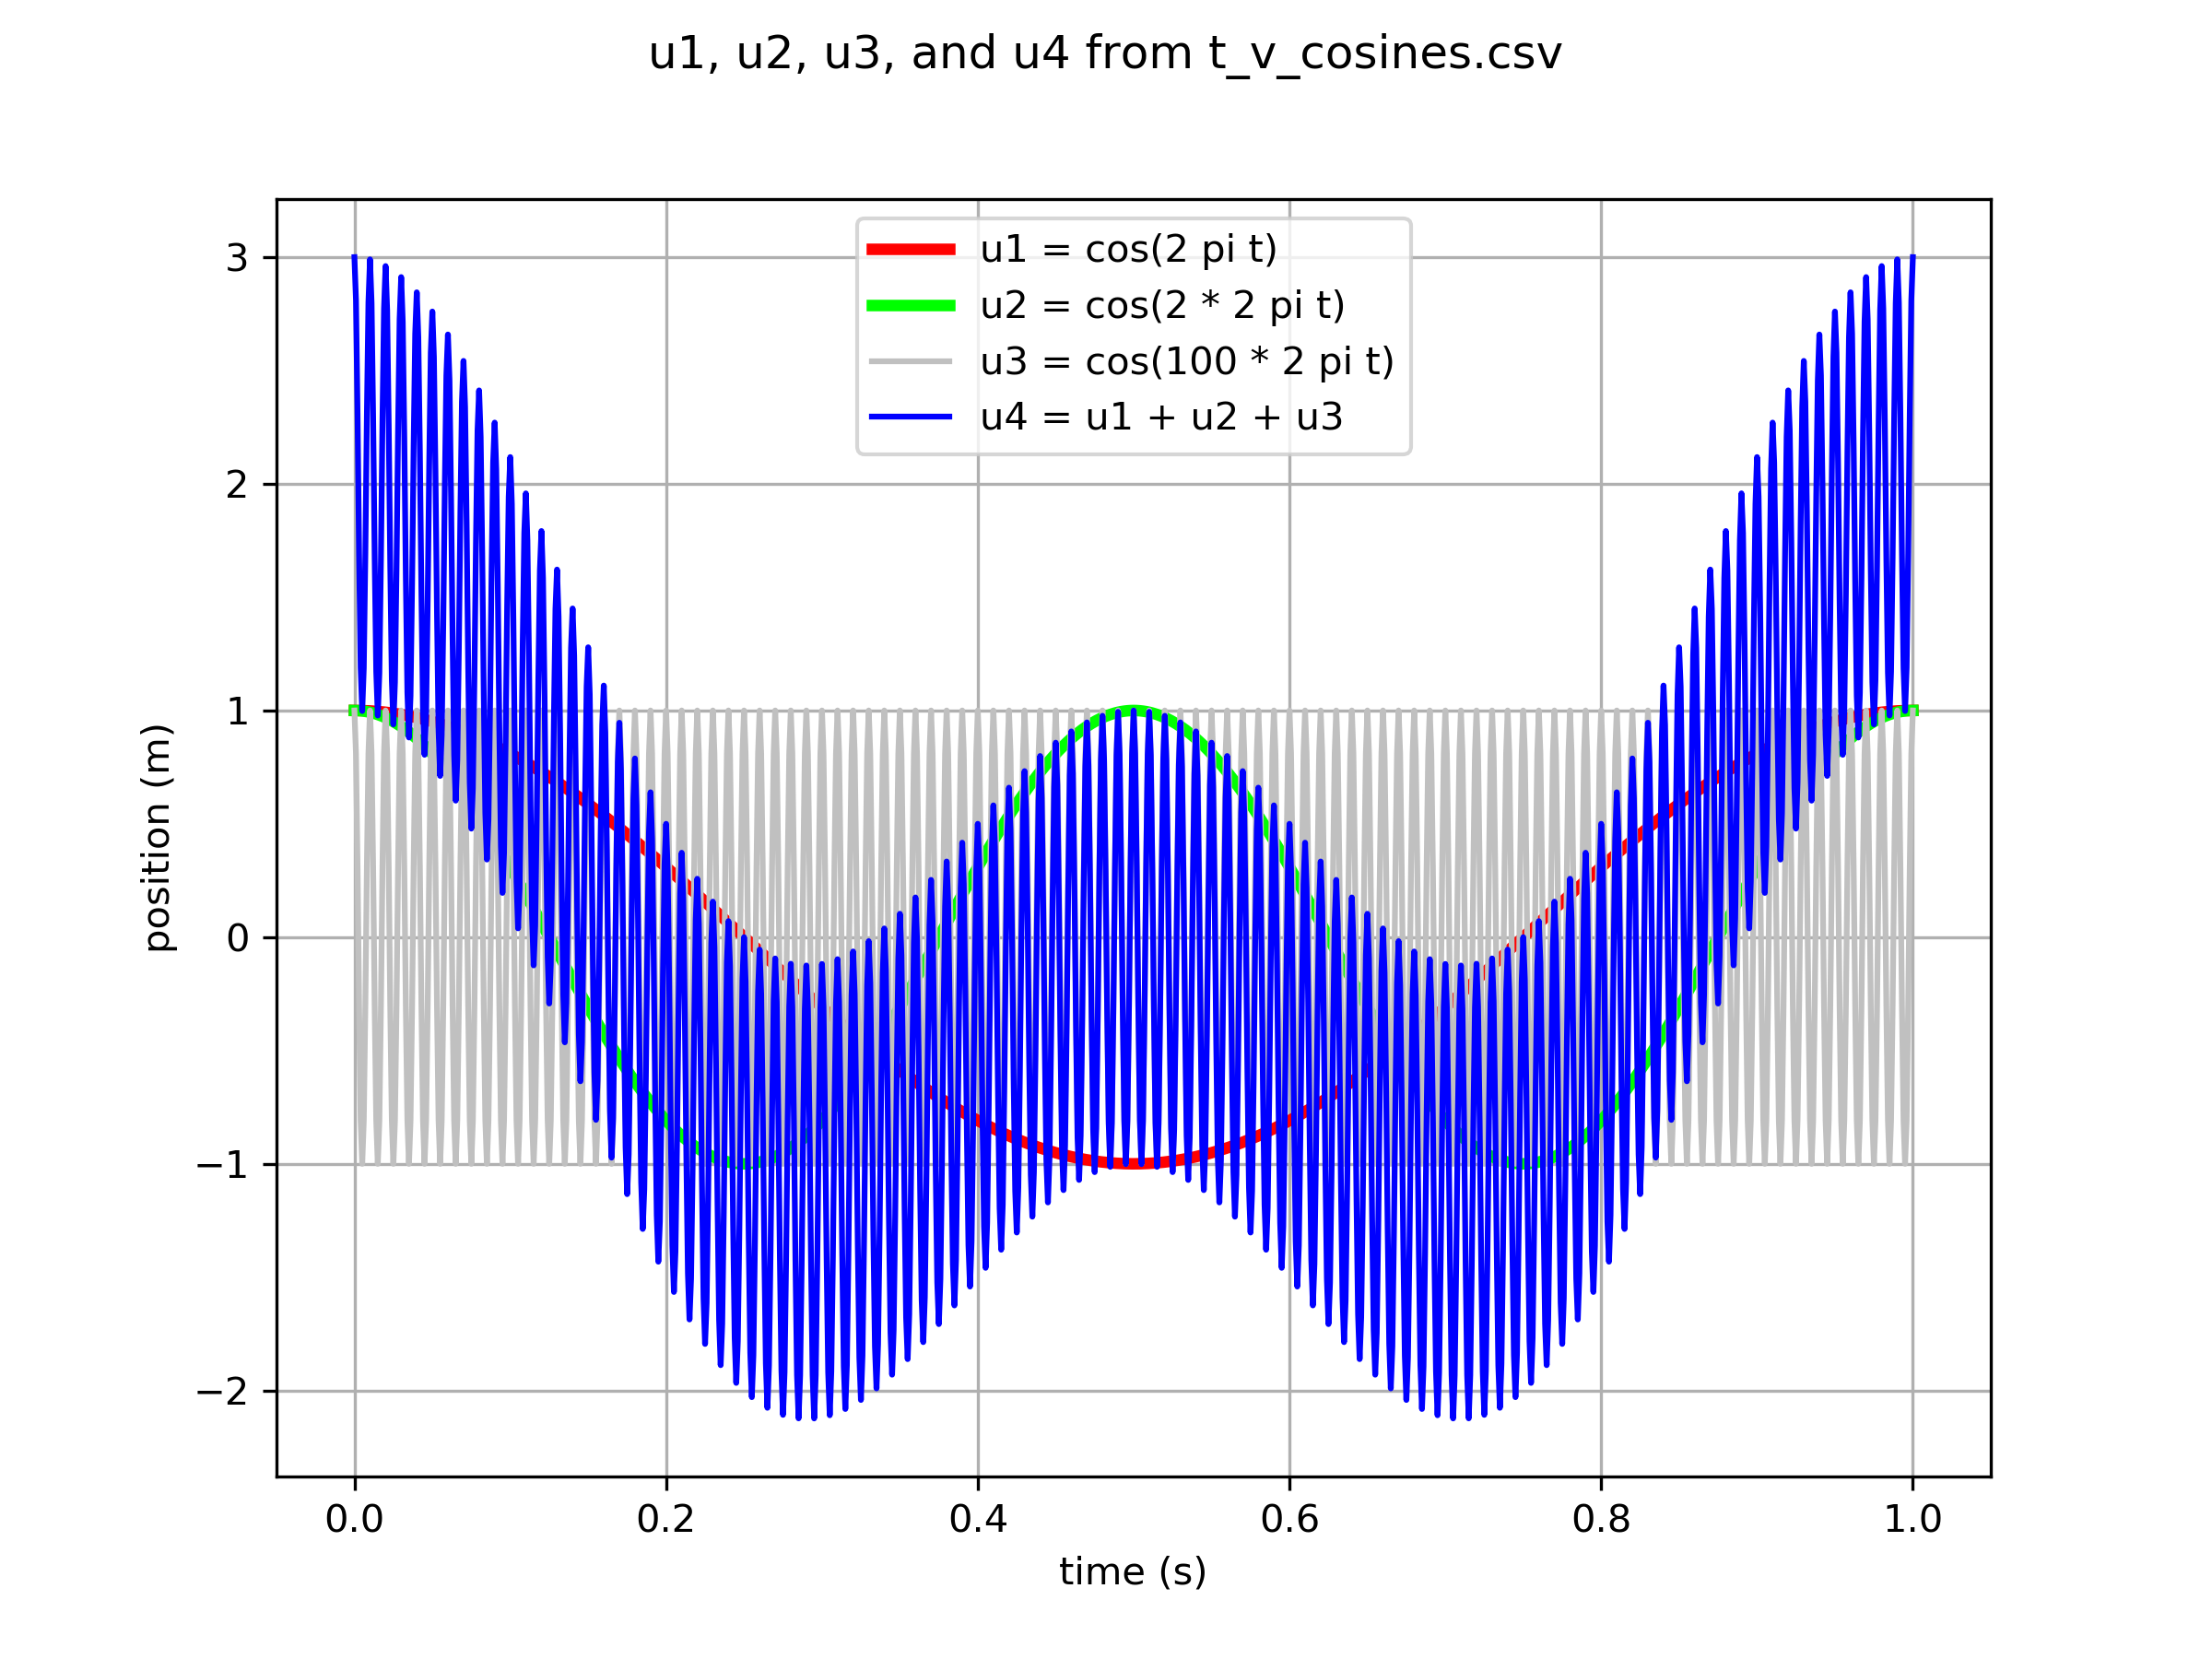 u1, u2, u3, and u4 from t_v_cosines.csv
u1 = cos(2 pi t)
u2 = cos(2 * 2 pi t)
u3 = cos(100 * 2 pi t)
u4 = u1 + u2 + u3
position (m)
3
2
1
0
−1
−2
0.0 0.2 0.4 0.6 0.8 1.0
time (s)